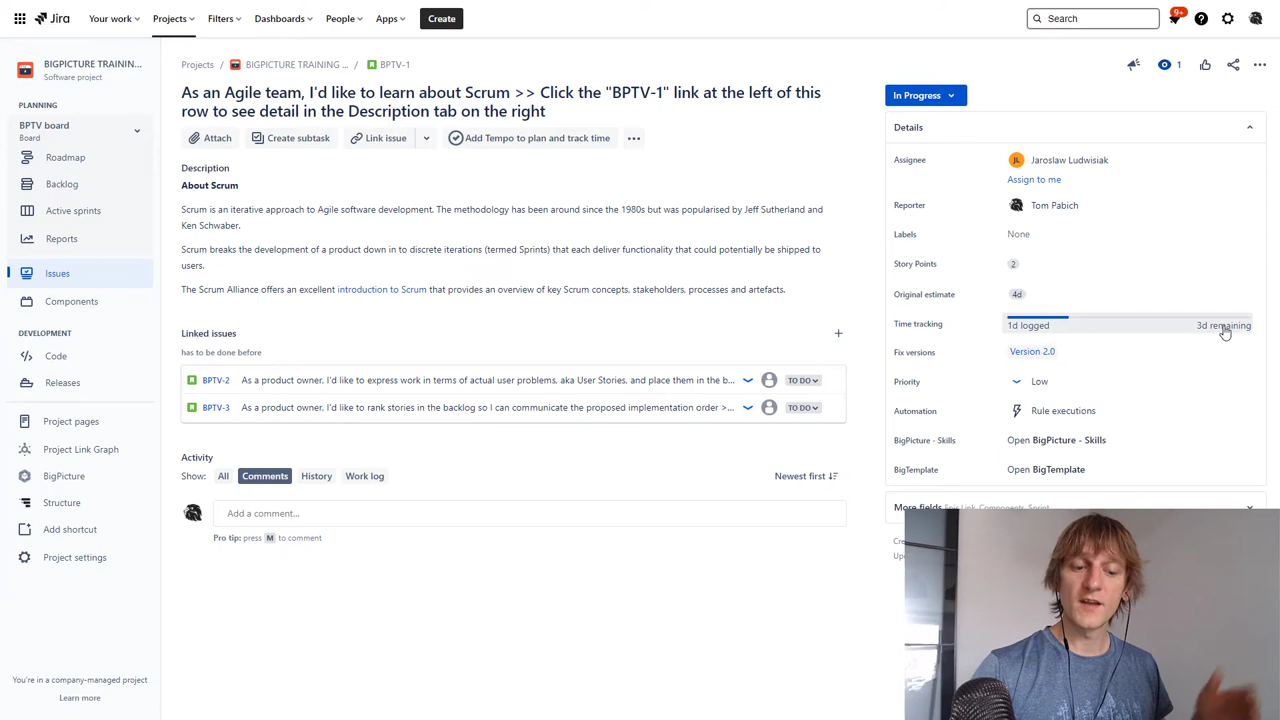 Jira
Your work
Projects
Filters
Dashboards
People
Apps
Create
Search
9+
BIGPICTURE TRAININ...
Software project
PLANNING
BPTV board
Board
Roadmap
Backlog
Active sprints
Reports
Issues
Components
DEVELOPMENT
Code
Releases
Project pages
Project Link Graph
BigPicture
Structure
Add shortcut
Project settings
You're in a company-managed project
Learn more
Projects / BIGPICTURE TRAINING ... / BPTV-1
1
As an Agile team, I'd like to learn about Scrum >> Click the "BPTV-1" link at the left of this
row to see detail in the Description tab on the right
Attach
Create subtask
Link issue
Add Tempo to plan and track time
Description
About Scrum
Scrum is an iterative approach to Agile software development. The methodology has been around since the 1980s but was popularised by Jeff Sutherland and
Ken Schwaber.
Scrum breaks the development of a product down in to discrete iterations (termed Sprints) that each deliver functionality that could potentially be shipped to
users.
The Scrum Alliance offers an excellent introduction to Scrum that provides an overview of key Scrum concepts, stakeholders, processes and artefacts.
Linked issues
has to be done before
BPTV-2 As a product owner, I'd like to express work in terms of actual user problems, aka User Stories, and place them in the b... TO DO
BPTV-3 As a product owner, I'd like to rank stories in the backlog so I can communicate the proposed implementation order >... TO DO
Activity
Show: All Comments History Work log Newest first
Add a comment...
Pro tip: press M to comment
In Progress
Details
Assignee JL Jaroslaw Ludwisiak
Assign to me
Reporter Tom Pabich
Labels None
Story Points 2
Original estimate 4d
Time tracking 1d logged 3d remaining
Fix versions Version 2.0
Priority Low
Automation Rule executions
BigPicture - Skills Open BigPicture - Skills
BigTemplate Open BigTemplate
More fields Epic Link, Components, Sprint